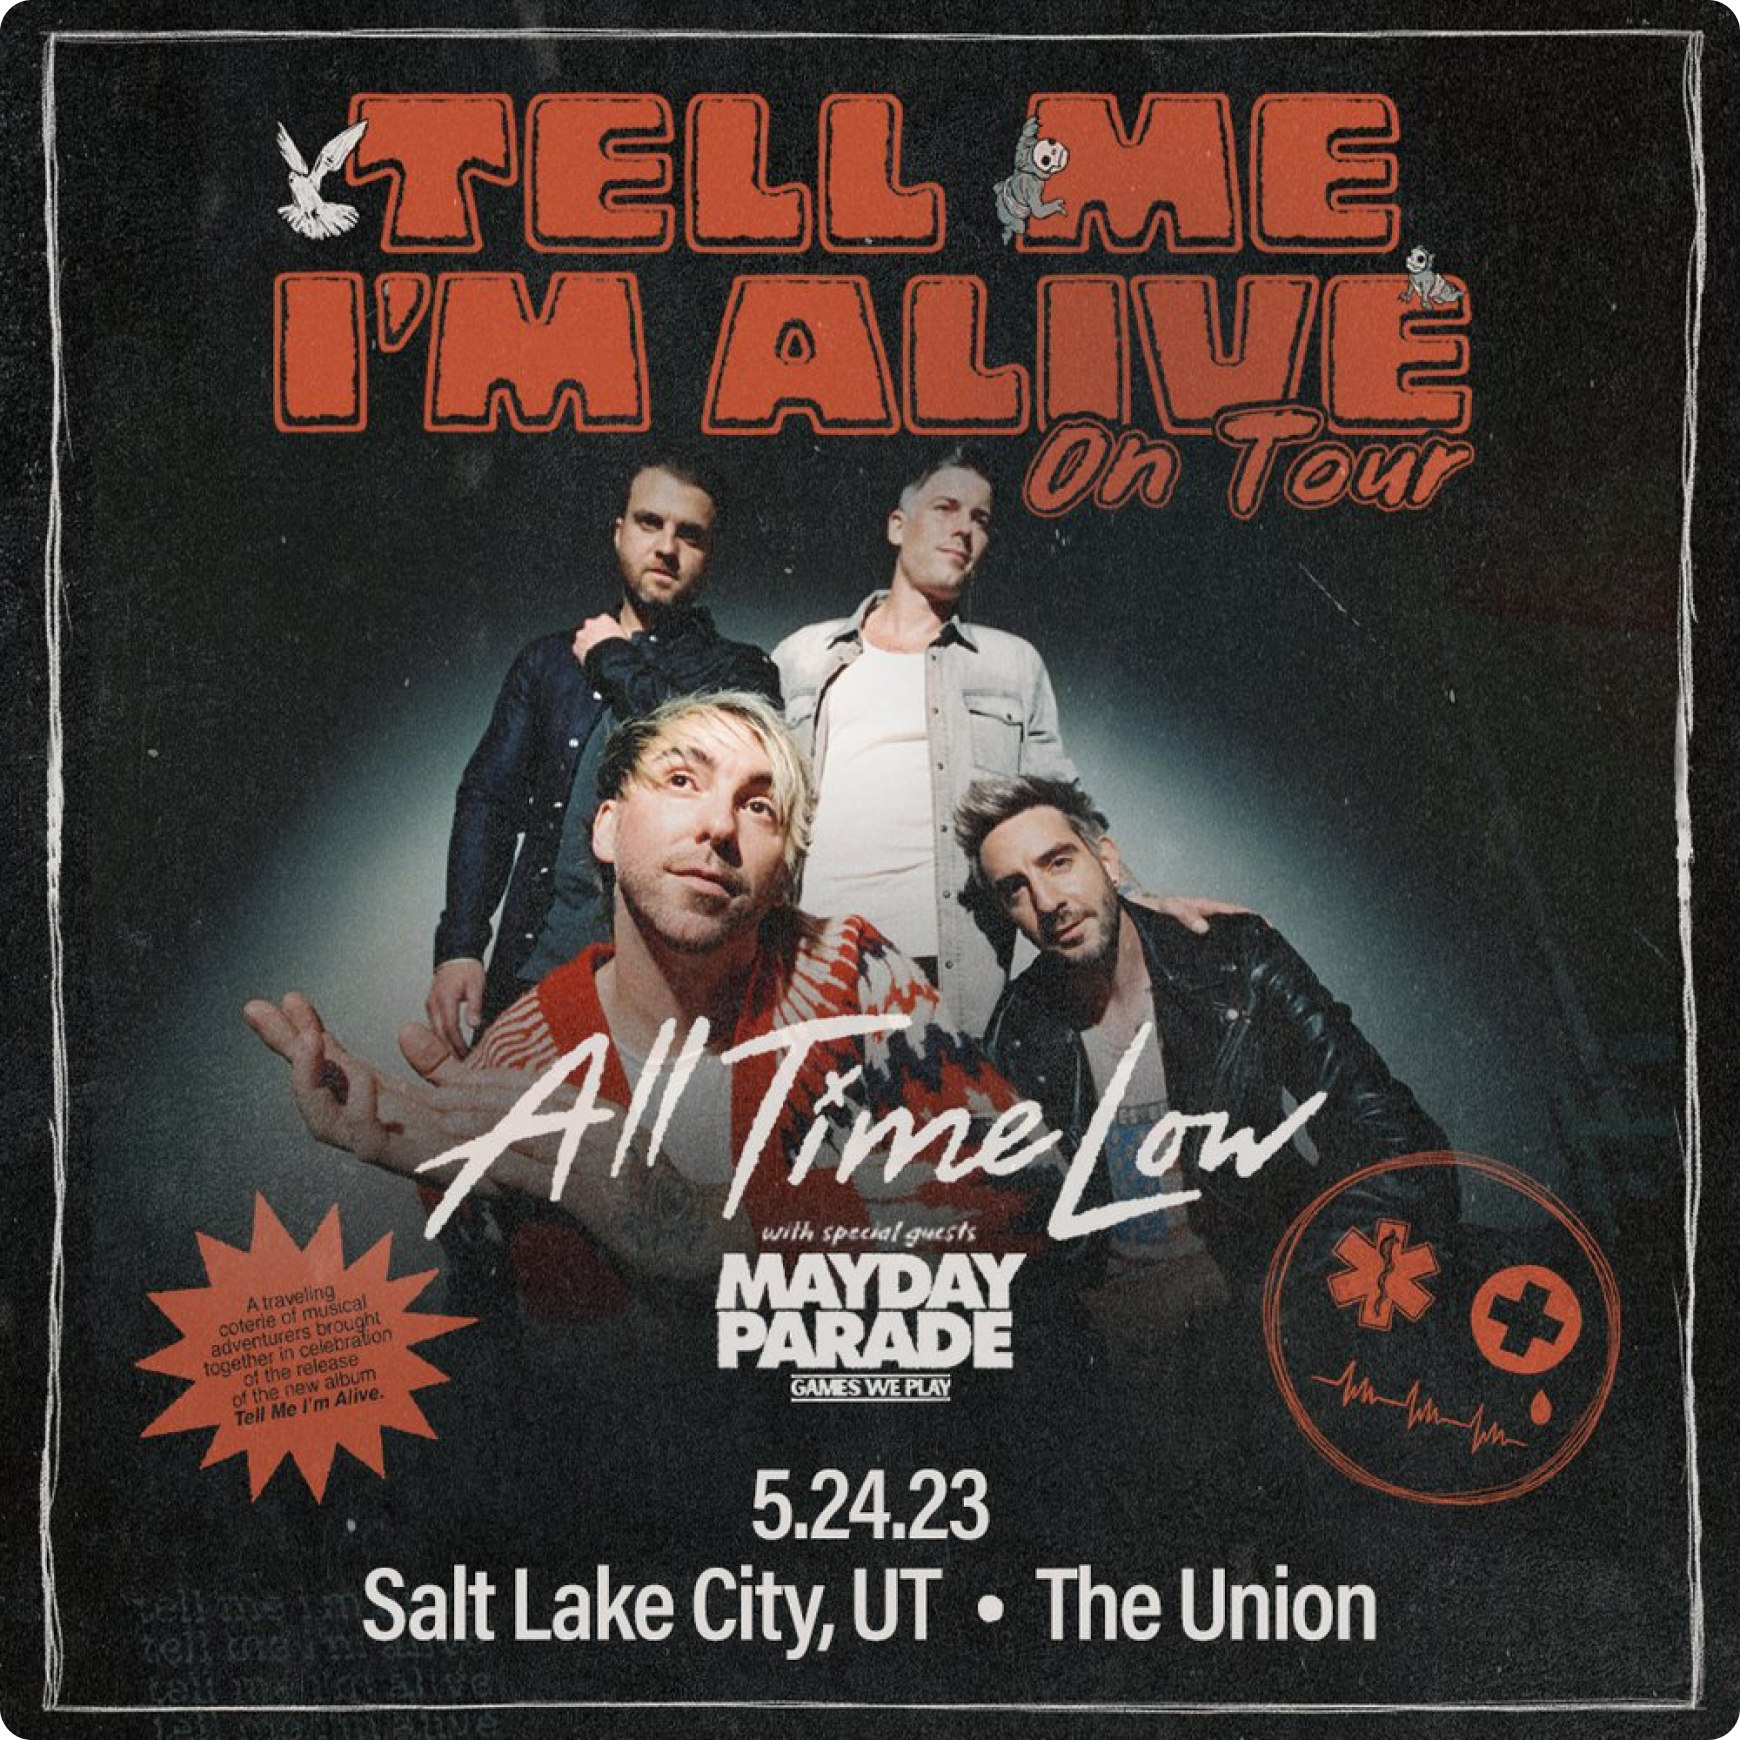 TELL ME
I'M ALIVE
On Tour
All Time Low
with special guests
MAYDAY
PARADE
GAMES WE PLAY
A traveling
coterie of musical
adventurers brought
together in celebration
of the release
of the new album
Tell Me I'm Alive.
5.24.23
Salt Lake City, UT • The Union